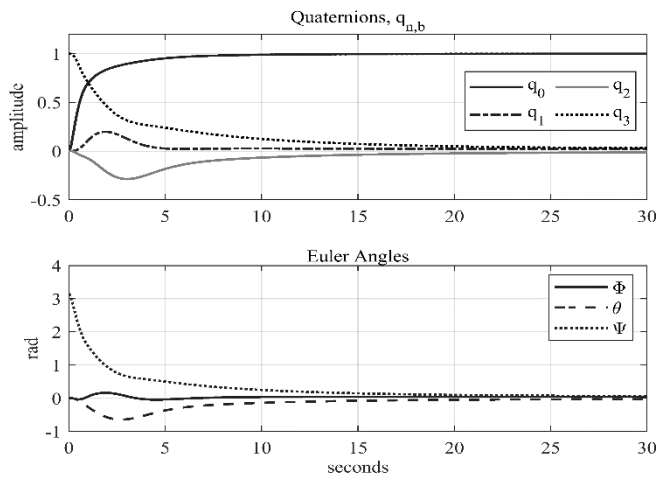 Quaternions, q_{n,b}
amplitude
1
0.5
0
-0.5
q_0 q_2
q_1 q_3
0 5 10 15 20 25 30
Euler Angles
rad
4
3
2
1
0
-1
Φ
θ
Ψ
0 5 10 15 20 25 30
seconds